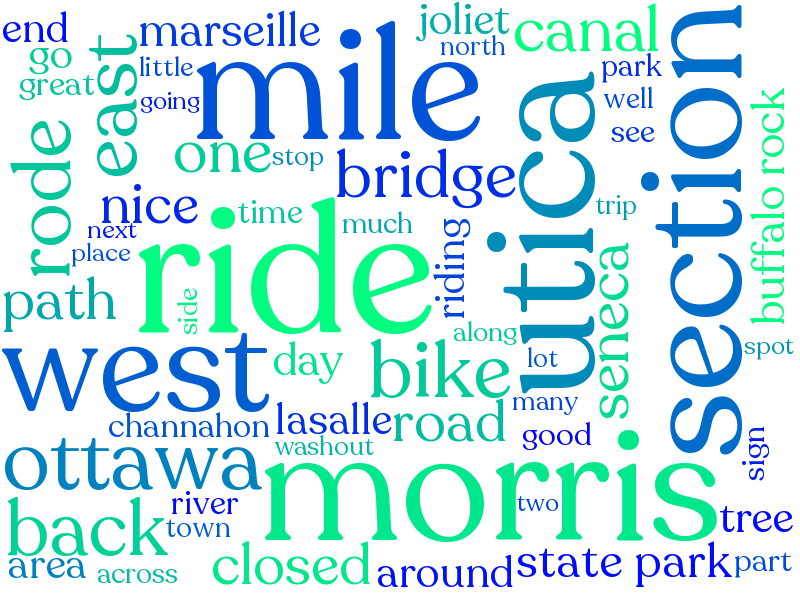 end
marseille
joliet
canal
go
east
little
mile
north
park
great
going
utica
well
section
rode
one
stop
see
bridge
buffalo rock
nice
time
much
trip
next
place
ride
riding
seneca
path
side
along
spot
west
day
bike
lot
many
channahon
lasalle
road
good
washout
sign
ottawa
morris
back
river
two
tree
town
area
across
closed
around
state park
part